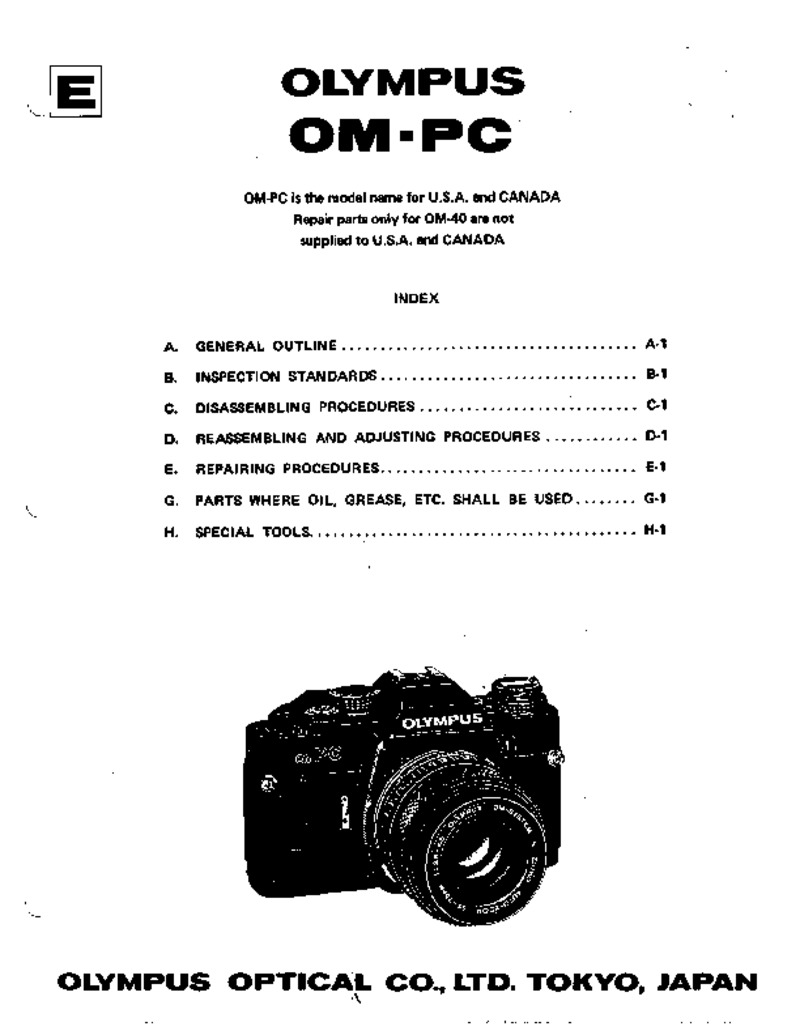 E
OLYMPUS
OM-PC
OM-PC is the model name for U.S.A. and CANADA
Repair parts only for OM-40 are not
supplied to U.S.A. and CANADA
INDEX
A. GENERAL OUTLINE ...................................... A-1
B. INSPECTION STANDARDS ................................. B-1
C. DISASSEMBLING PROCEDURES ............................ C-1
D. REASSEMBLING AND ADJUSTING PROCEDURES ............ D-1
E. REPAIRING PROCEDURES ................................. E-1
G. PARTS WHERE OIL, GREASE, ETC. SHALL BE USED ........ G-1
H. SPECIAL TOOLS ......................................... H-1
OLYMPUS
OLYMPUS OM-SYSTEM
OLYMPUS OPTICAL CO., LTD. TOKYO, JAPAN